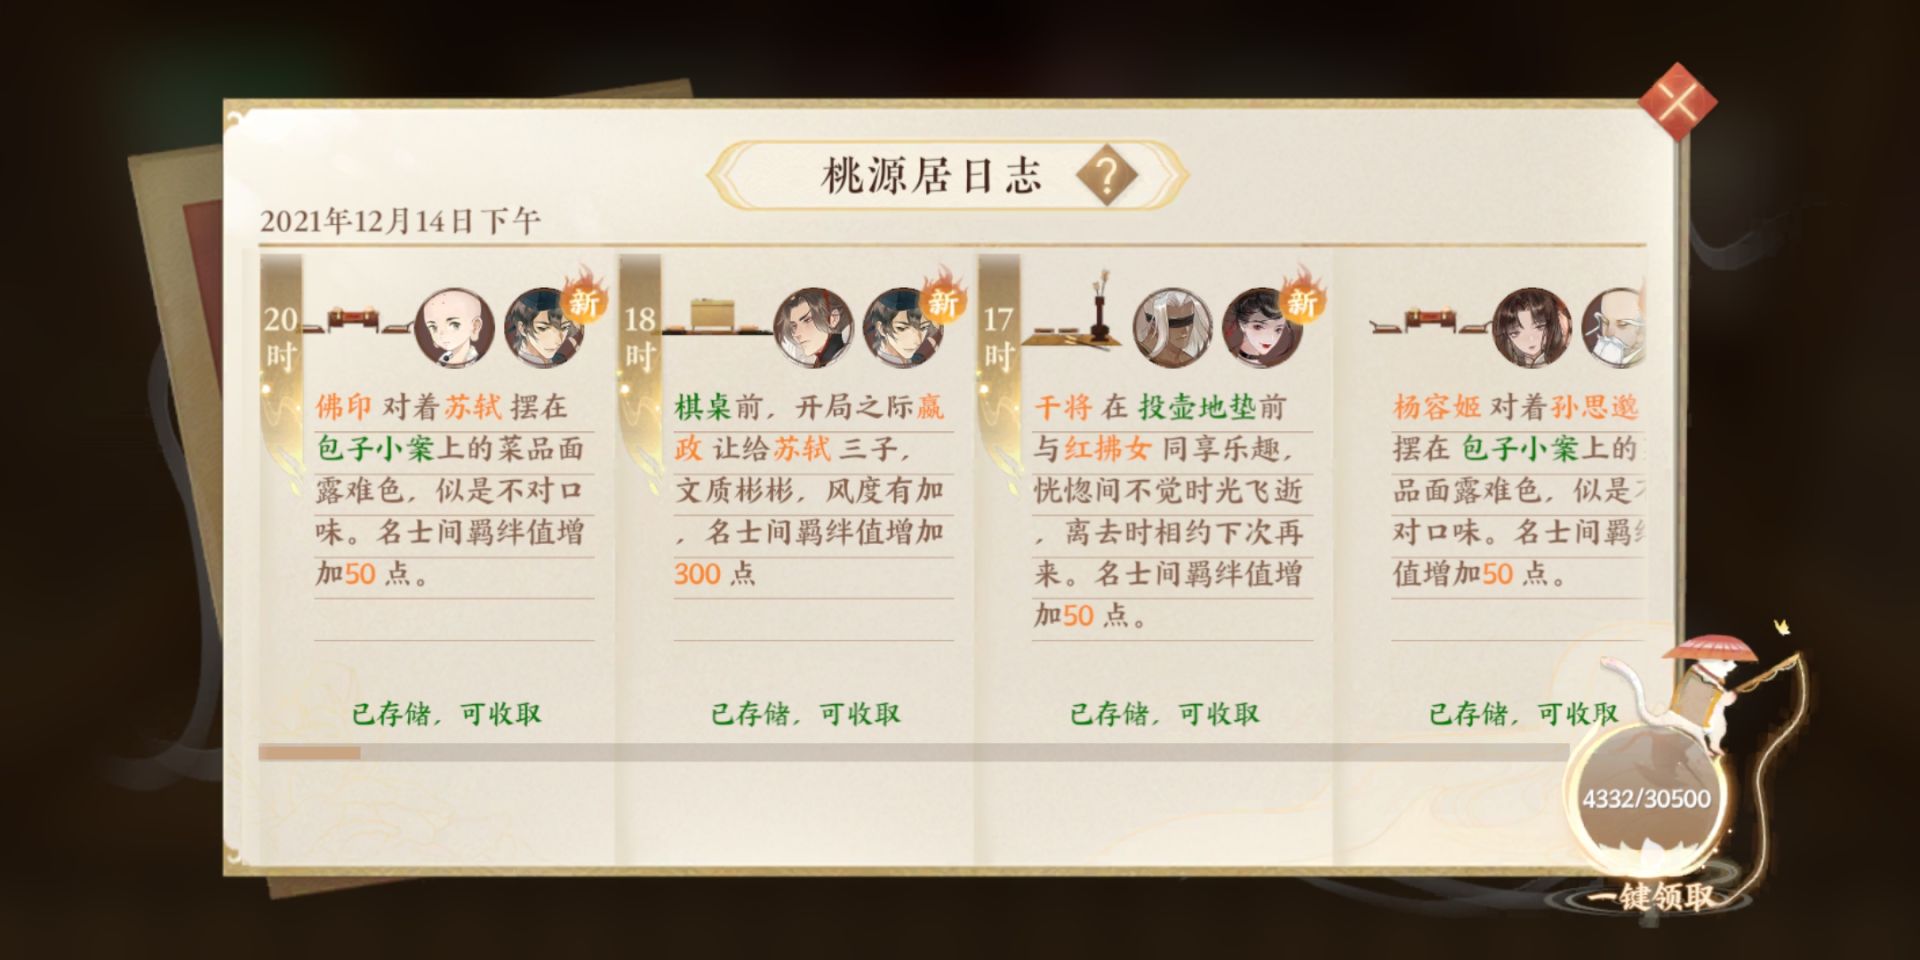 桃源居日志 ?
2021年12月14日下午
20
时
新
佛印 对着苏轼 摆在
包子小案上的菜品面
露难色，似是不对口
味。名士间羁绊值增
加50 点。
已存储，可收取
18
时
新
棋桌前，开局之际嬴
政 让给苏轼 三子，
文质彬彬，风度有加
，名士间羁绊值增加
300 点
已存储，可收取
17
时
新
干将 在 投壶地垫前
与红拂女 同享乐趣，
恍惚间不觉时光飞逝
，离去时相约下次再
来。名士间羁绊值增
加50 点。
已存储，可收取
杨容姬 对着孙思邈
摆在 包子小案上的
品面露难色，似是
对口味。名士间羁
值增加50 点。
已存储，可收取
4332/30500
一键领取